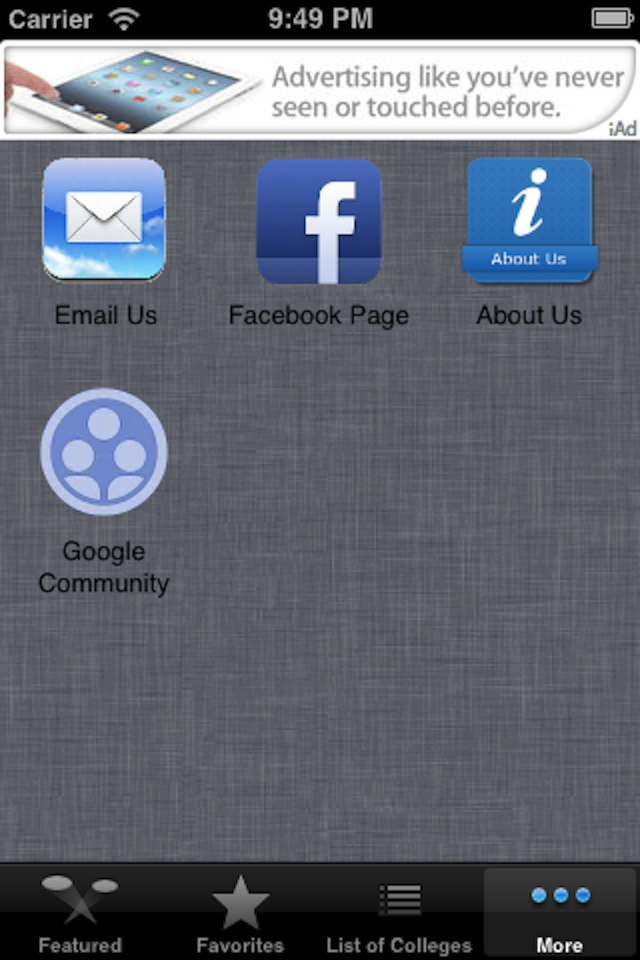 Carrier 9:49 PM
Advertising like you've never
seen or touched before.
iAd
f
i
About Us
Email Us
Facebook Page
About Us
Google
Community
Featured
Favorites
List of Colleges
More